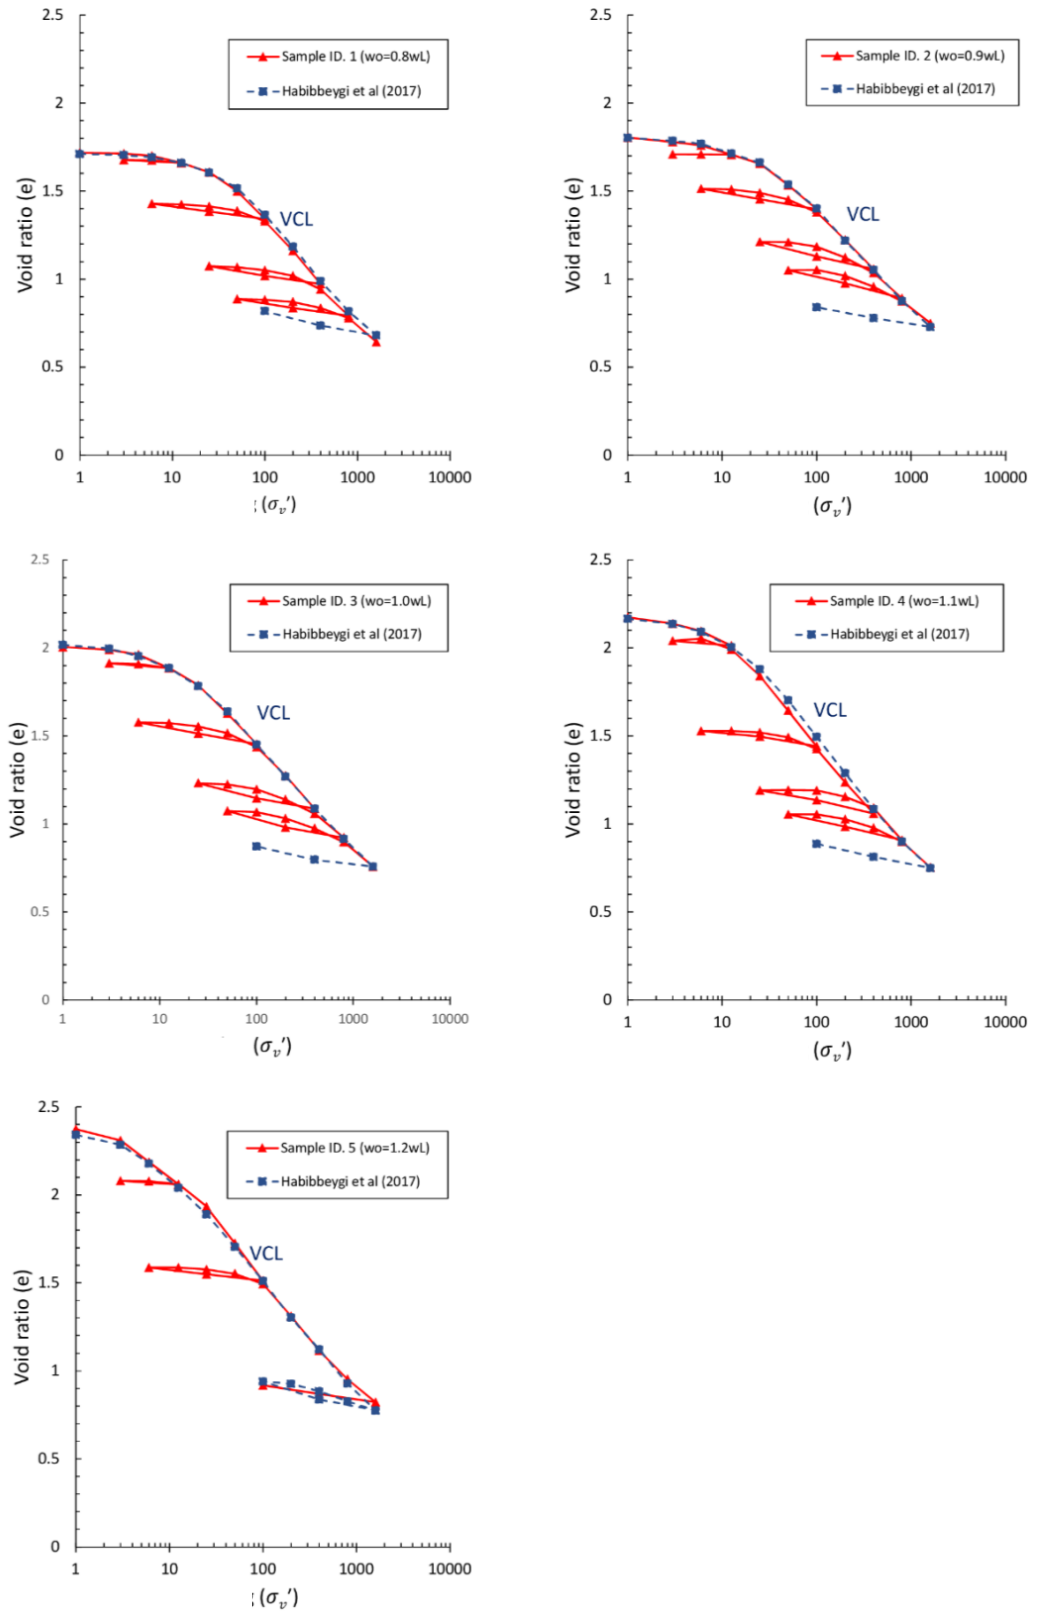 2.5
Sample ID. 1 (wo=0.8wL)
Habibbeygi et al (2017)
2
1.5
VCL
1
0.5
0
Void ratio (e)
1 10 100 1000 10000
g (σv′)
2.5
Sample ID. 2 (wo=0.9wL)
Habibbeygi et al (2017)
2
1.5
VCL
1
0.5
0
Void ratio (e)
1 10 100 1000 10000
(σv′)
2.5
Sample ID. 3 (wo=1.0wL)
Habibbeygi et al (2017)
2
VCL
1.5
1
0.5
0
Void ratio (e)
1 10 100 1000 10000
(σv′)
2.5
Sample ID. 4 (wo=1.1wL)
Habibbeygi et al (2017)
2
VCL
1.5
1
0.5
0
Void ratio (e)
1 10 100 1000 10000
(σv′)
2.5
Sample ID. 5 (wo=1.2wL)
Habibbeygi et al (2017)
2
VCL
1.5
1
0.5
0
Void ratio (e)
1 10 100 1000 10000
g (σv′)